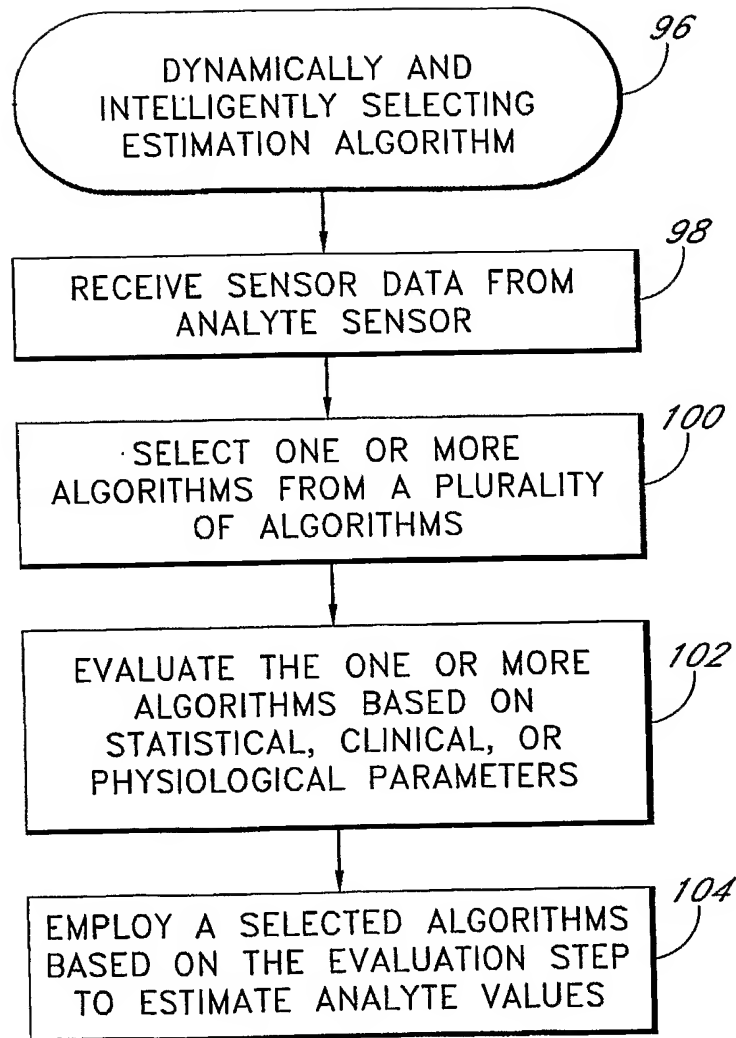 96
DYNAMICALLY AND
INTELLIGENTLY SELECTING
ESTIMATION ALGORITHM
98
RECEIVE SENSOR DATA FROM
ANALYTE SENSOR
100
SELECT ONE OR MORE
ALGORITHMS FROM A PLURALITY
OF ALGORITHMS
102
EVALUATE THE ONE OR MORE
ALGORITHMS BASED ON
STATISTICAL, CLINICAL, OR
PHYSIOLOGICAL PARAMETERS
104
EMPLOY A SELECTED ALGORITHMS
BASED ON THE EVALUATION STEP
TO ESTIMATE ANALYTE VALUES